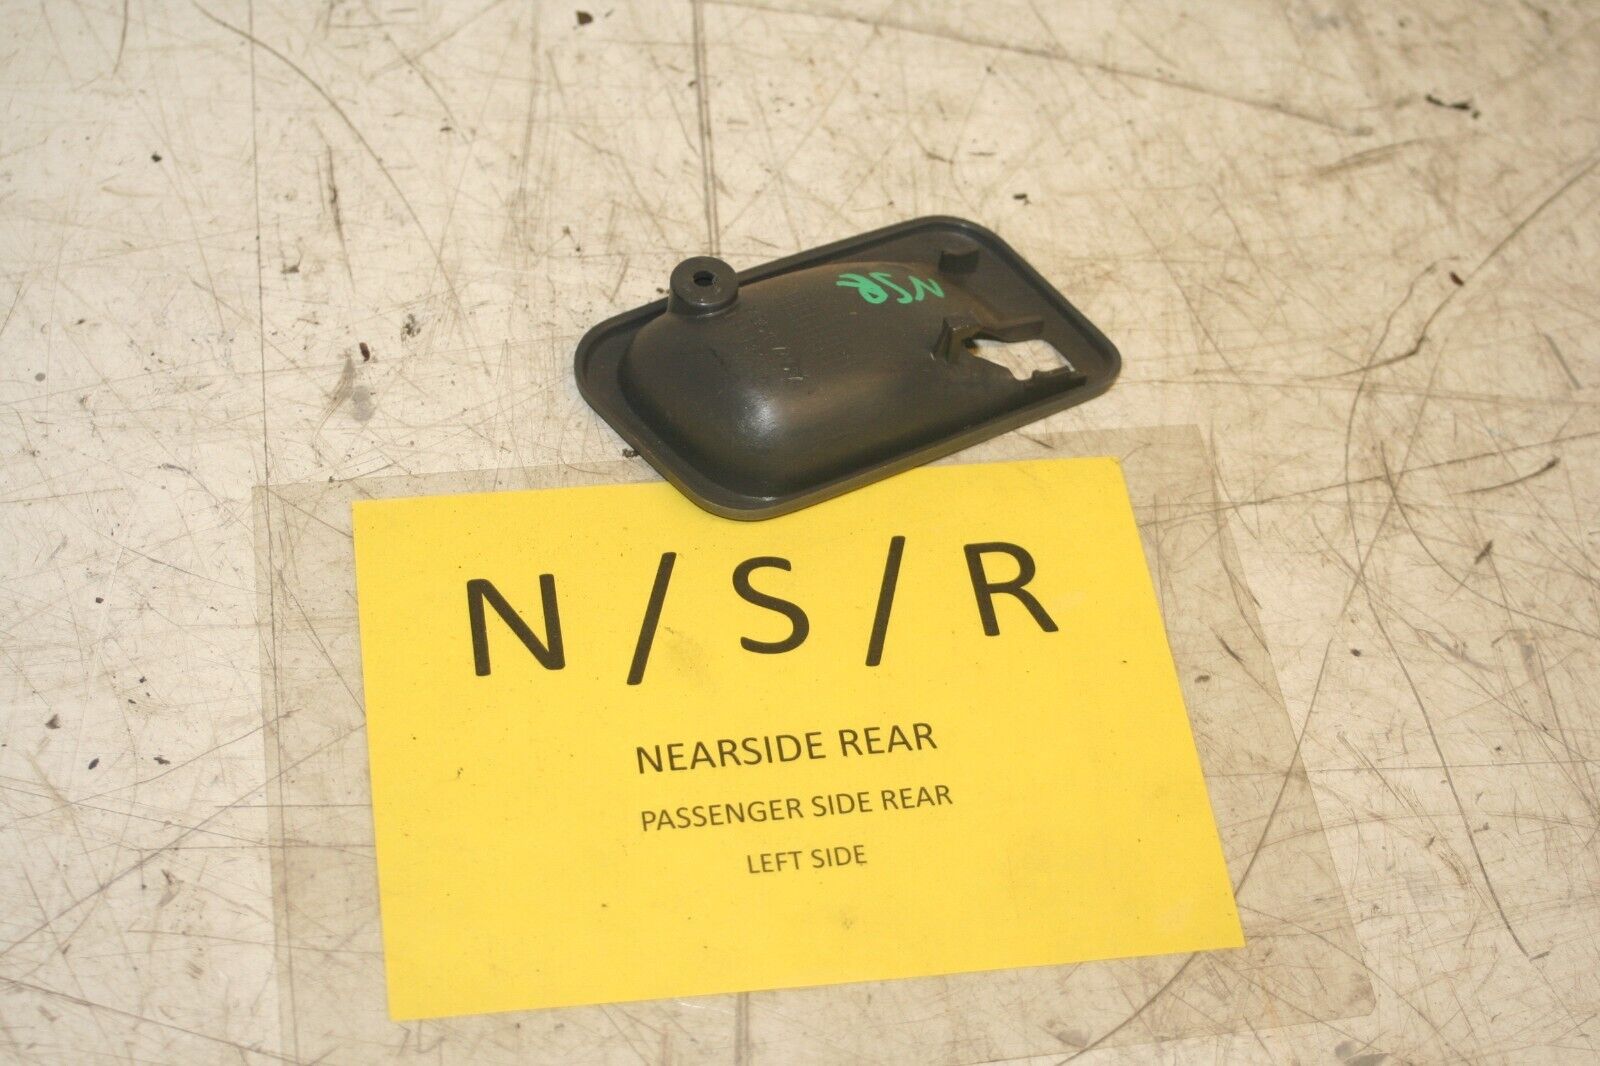 NSR
N / S / R
NEARSIDE REAR
PASSENGER SIDE REAR
LEFT SIDE